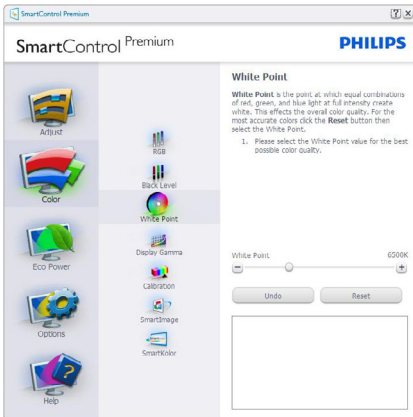 SmartControl Premium
SmartControl Premium
PHILIPS
Adjust
Color
Eco Power
Options
Help
RGB
Black Level
White Point
Display Gamma
Calibration
SmartImage
SmartKolor
White Point
White Point is the point at which equal combinations
of red, green, and blue light at full intensity create
white. This effects the overall color quality. For the
most accurate colors click the Reset button then
select the White Point.
1. Please select the White Point value for the best
possible color quality.
White Point 6500K
Undo Reset